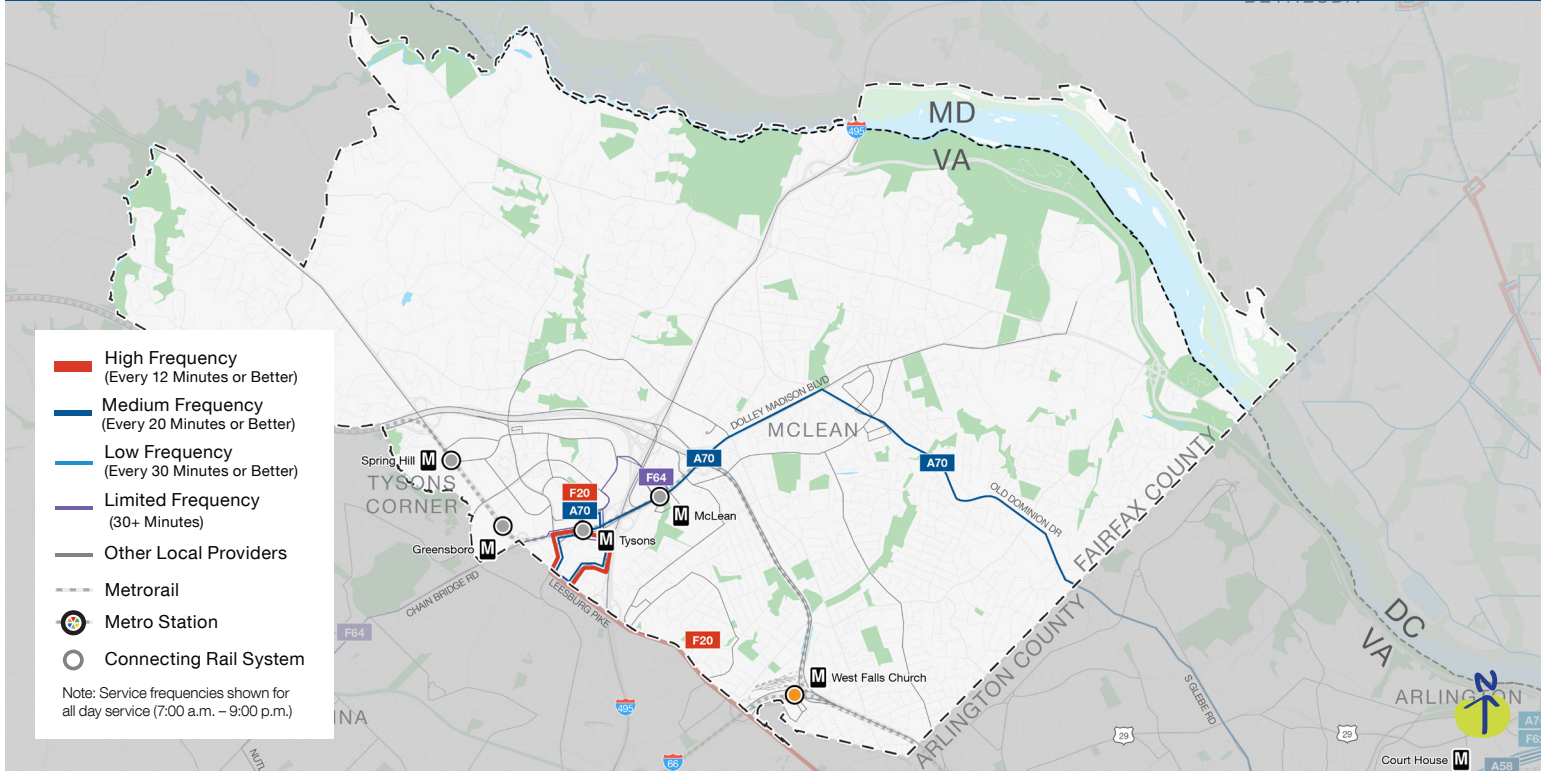 MD
495
VA
High Frequency
(Every 12 Minutes or Better)
Medium Frequency
(Every 20 Minutes or Better)
Low Frequency
(Every 30 Minutes or Better)
Limited Frequency
(30+ Minutes)
Other Local Providers
Metrorail
Metro Station
Connecting Rail System
Note: Service frequencies shown for
all day service (7:00 a.m. – 9:00 p.m.)
DOLLEY MADISON BLVD
MCLEAN
Spring Hill M
TYSONS
CORNER
A70
A70
F64
F20
A70
M McLean
OLD DOMINION DR
FAIRFAX COUNTY
Greensboro M
M Tysons
CHAIN BRIDGE RD
LEESBURG PIKE
F64
F20
ARLINGTON COUNTY
DC
VA
M West Falls Church
S GLEBE RD
ARLINGTON
N
INA
495
29
29
66
Court House M
A58